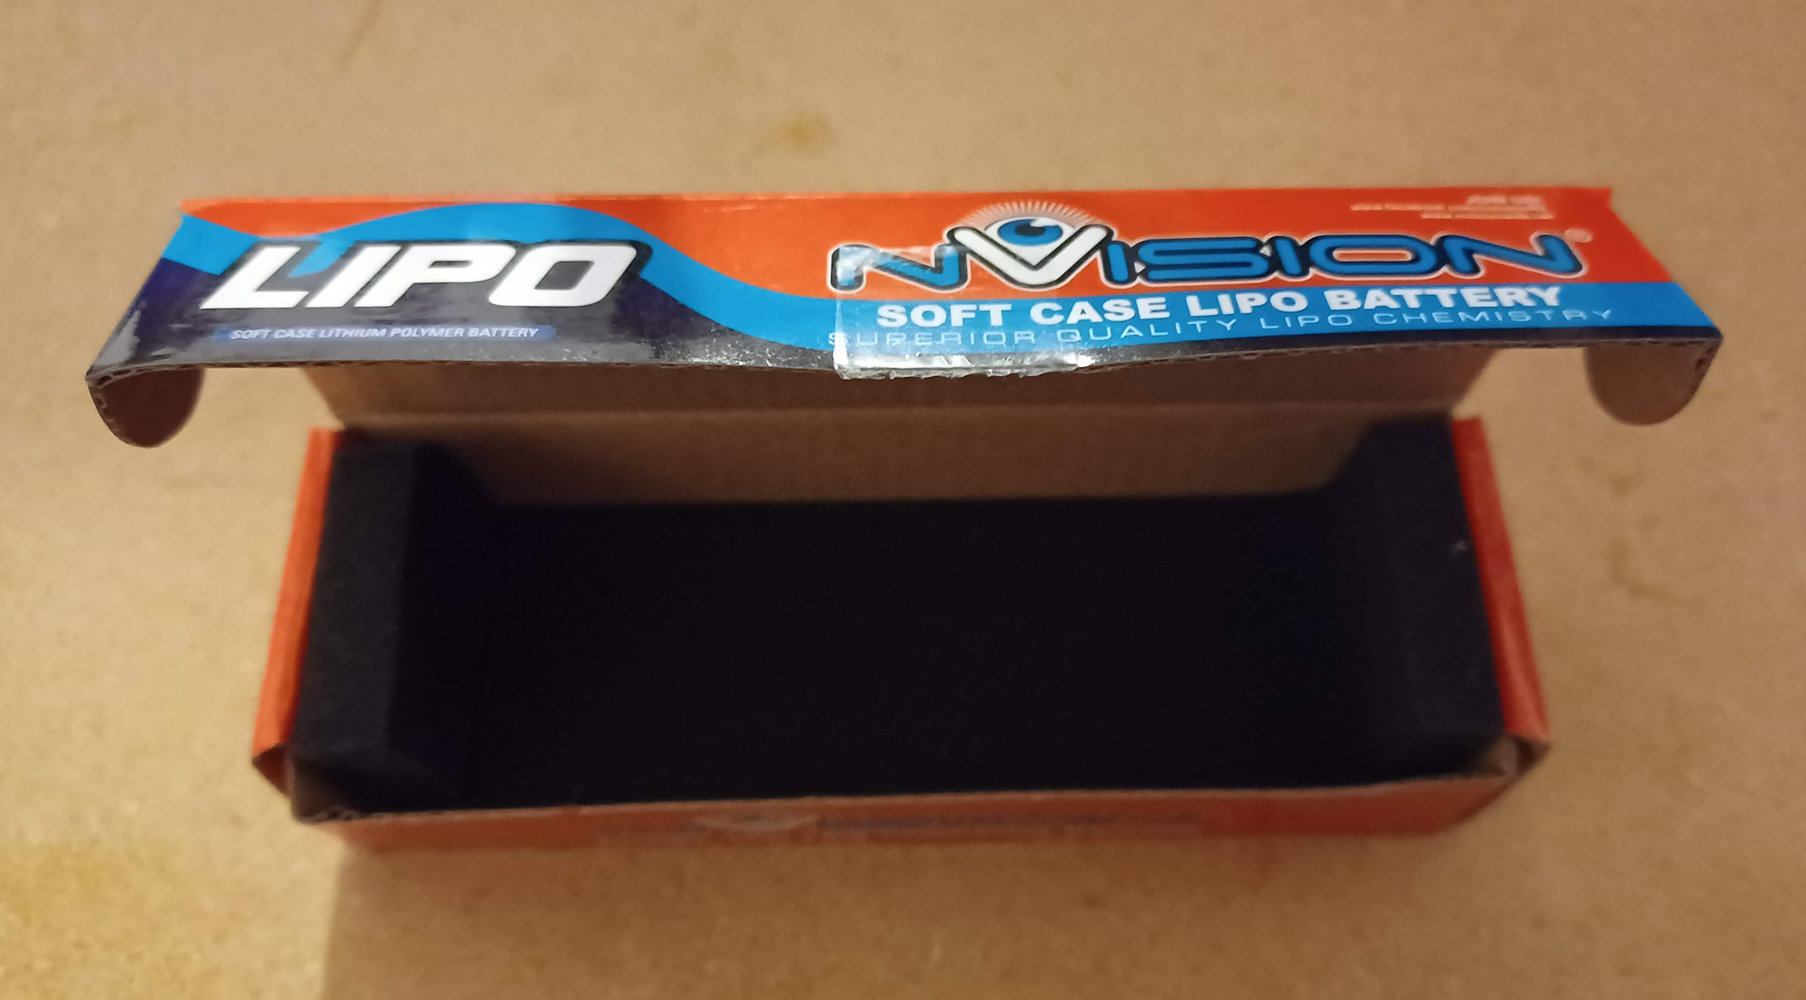 LIPO
SOFT CASE LITHIUM POLYMER BATTERY
NVISION®
SOFT CASE LIPO BATTERY
SUPERIOR QUALITY LIPO CHEMISTRY